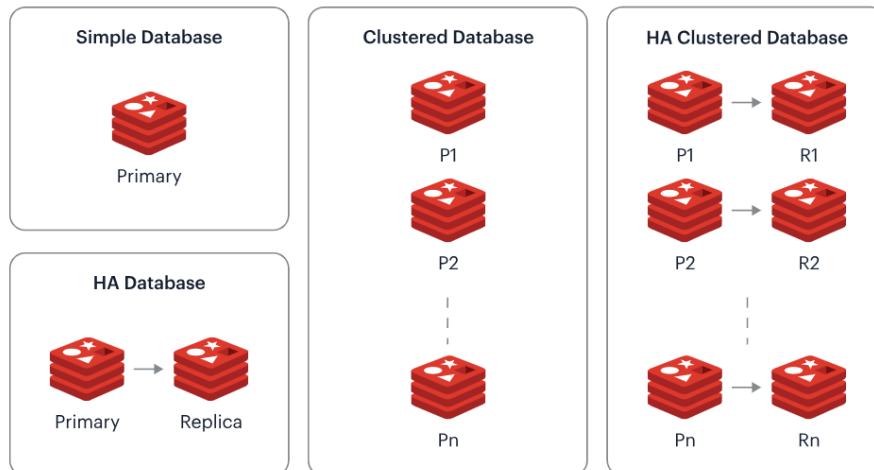 Simple Database
Primary
HA Database
Primary
Replica
Clustered Database
P1
P2
Pn
HA Clustered Database
P1
R1
P2
R2
Pn
Rn